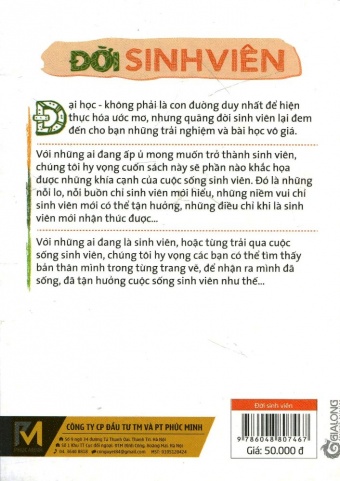 ĐỜI SINH VIÊN
Đại học - không phải là con đường duy nhất để hiện
thực hóa ước mơ, nhưng quãng đời sinh viên lại đem
đến cho bạn những trải nghiệm và bài học vô giá.
Với những ai đang ấp ủ mong muốn trở thành sinh viên,
chúng tôi hy vọng cuốn sách này sẽ phần nào khắc họa
được những khía cạnh của cuộc sống sinh viên. Đó là những
nỗi lo, nỗi buồn chỉ sinh viên mới hiểu, những niềm vui chỉ
sinh viên mới có thể tận hưởng, những điều chỉ khi là sinh
viên mới nhận thức được...
Với những ai đang là sinh viên, hoặc từng trải qua cuộc
sống sinh viên, chúng tôi hy vọng các bạn có thể tìm thấy
bản thân mình trong từng trang vẽ, để nhận ra mình đã
sống, đã tận hưởng cuộc sống sinh viên như thế...
Đời sinh viên
CÔNG TY CP ĐẦU TƯ TM VÀ PT PHÚC MINH
9 786048 807467
Giá: 50.000 đ
GIALONG